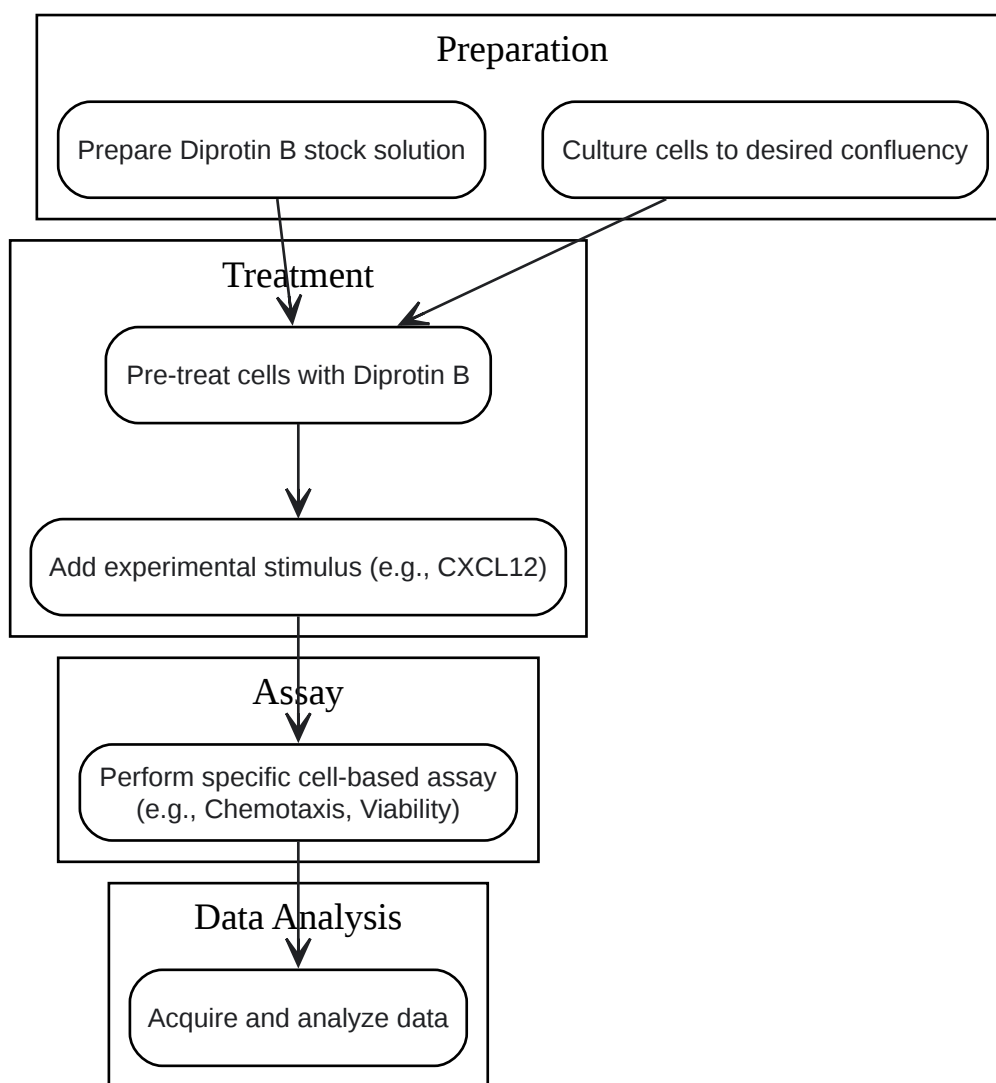 Preparation
Prepare Diprotin B stock solution
Culture cells to desired confluency
Treatment
Pre-treat cells with Diprotin B
Add experimental stimulus (e.g., CXCL12)
Assay
Perform specific cell-based assay
(e.g., Chemotaxis, Viability)
Data Analysis
Acquire and analyze data